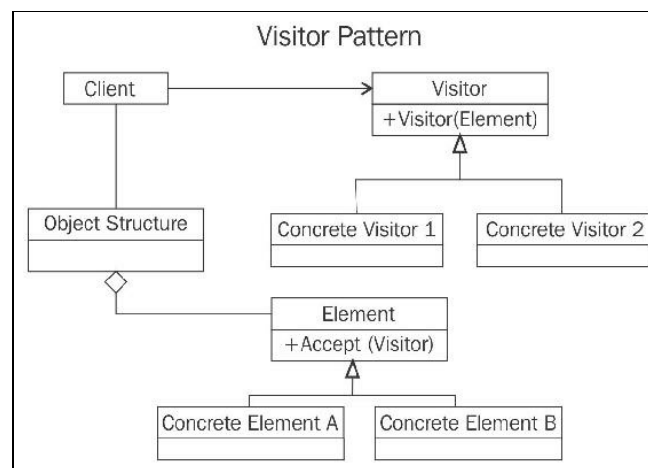 Visitor Pattern
Client
Visitor
+Visitor(Element)
Object Structure
Concrete Visitor 1
Concrete Visitor 2
Element
+Accept (Visitor)
Concrete Element A
Concrete Element B